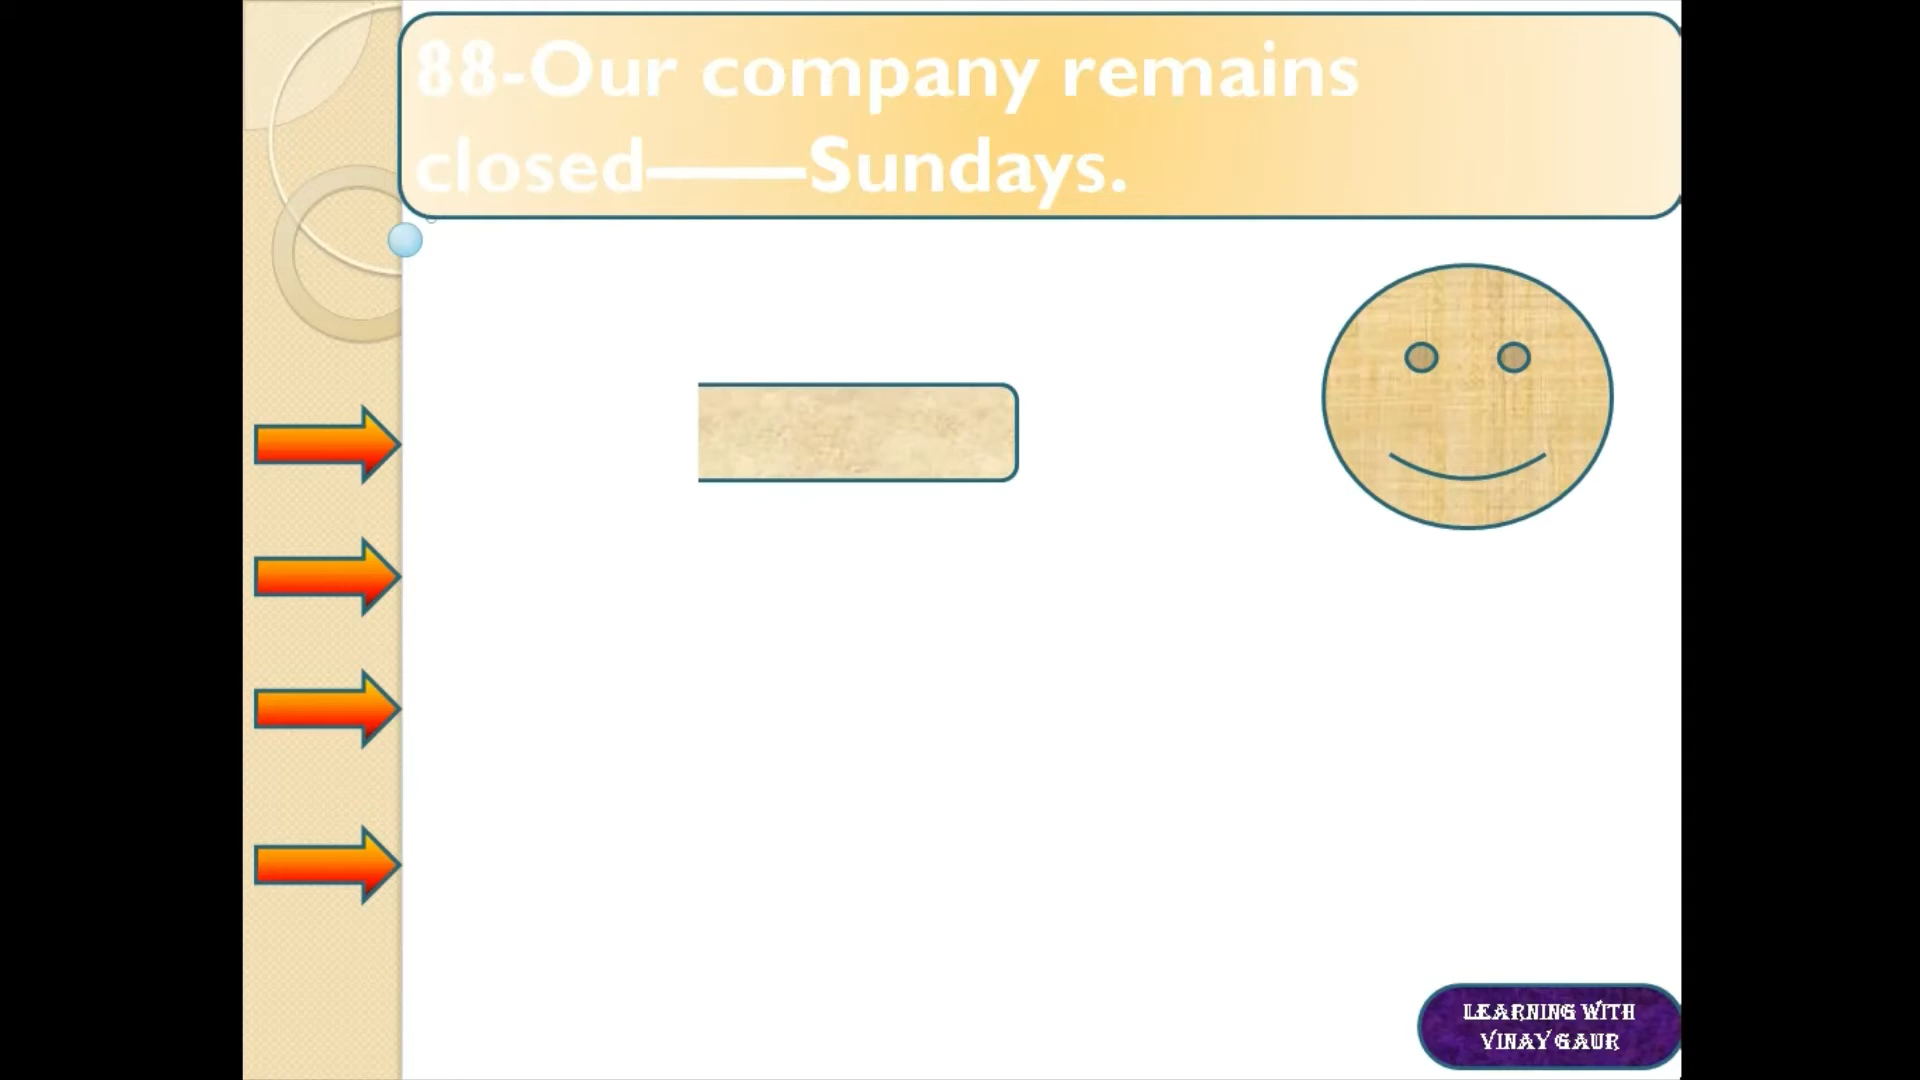 88-Our company remains
closed——Sundays.
LEARNING WITH
VINAY GAUR